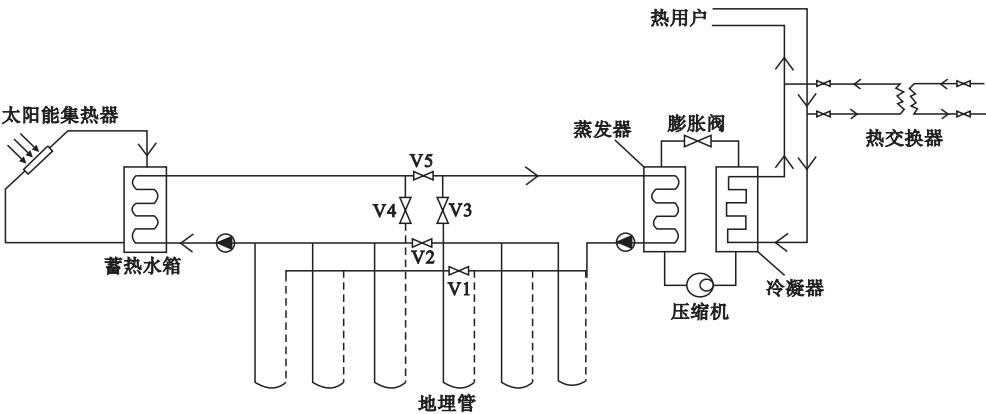 热用户
太阳能集热器
蒸发器
膨胀阀
热交换器
V5
V4
V3
V2
蓄热水箱
V1
冷凝器
压缩机
地埋管